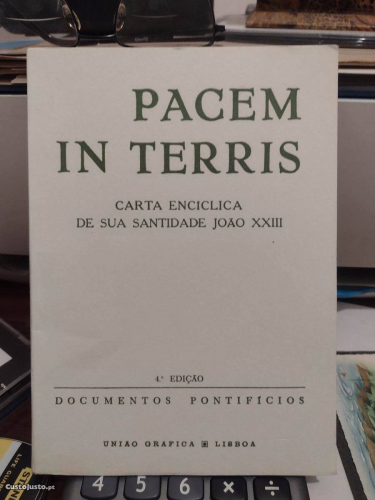 PACEM
IN TERRIS
CARTA ENCICLICA
DE SUA SANTIDADE JOÃO XXIII
4.ª EDIÇÃO
DOCUMENTOS PONTIFÍCIOS
UNIÃO GRAFICA LISBOA
4 5 6 × ÷
CustoJusto.pt